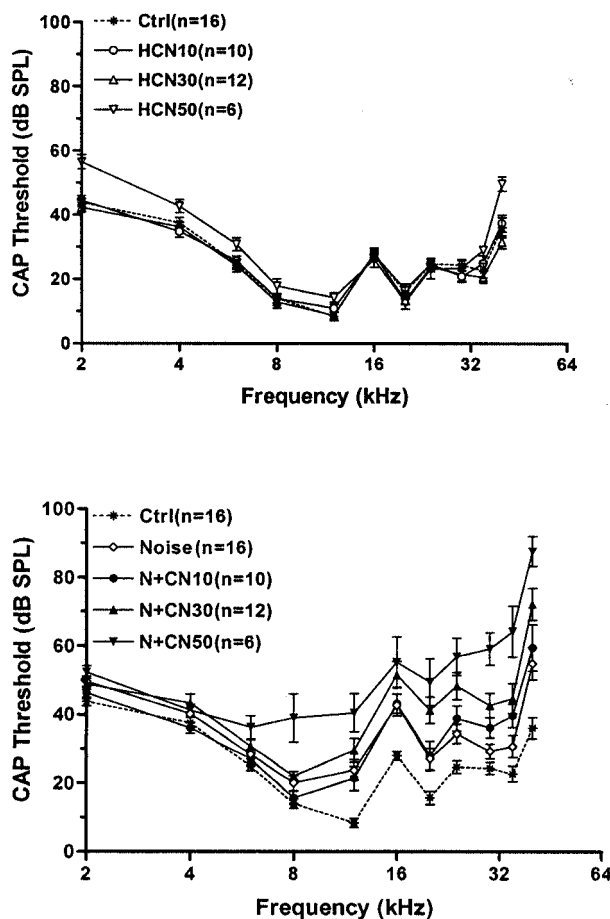 100
80
60
40
20
0
CAP Threshold (dB SPL)
Ctrl(n=16)
HCN10(n=10)
HCN30(n=12)
HCN50(n=6)
2
4
8
16
32
64
Frequency (kHz)
100
80
60
40
20
0
CAP Threshold (dB SPL)
Ctrl(n=16)
Noise(n=16)
N+CN10(n=10)
N+CN30(n=12)
N+CN50(n=6)
2
4
8
16
32
64
Frequency (kHz)